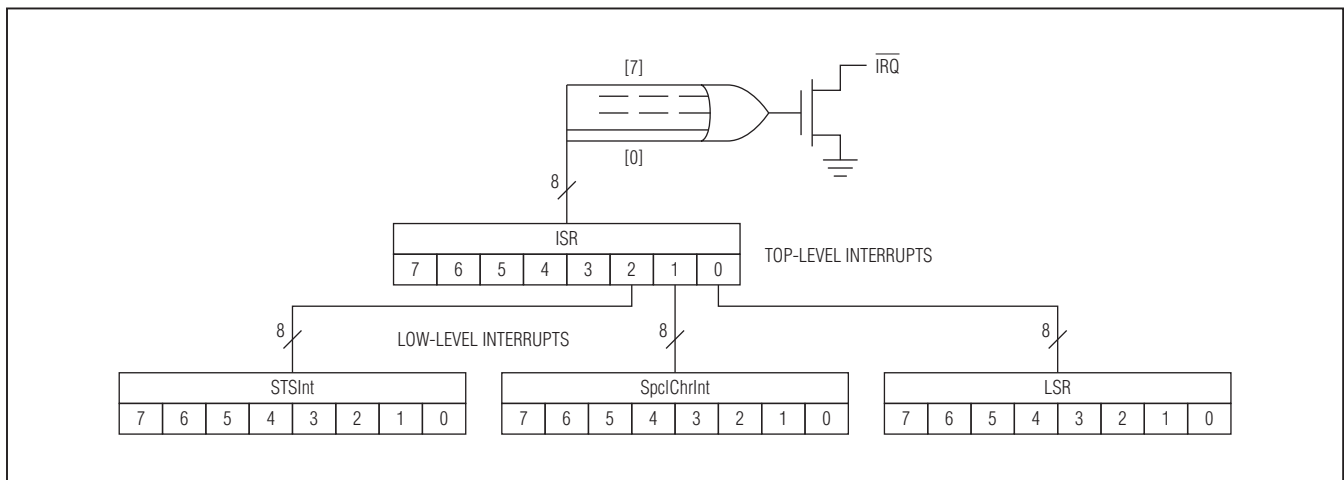 [7]
IRQ
[0]
8
ISR
7 6 5 4 3 2 1 0
TOP-LEVEL INTERRUPTS
8 LOW-LEVEL INTERRUPTS 8 8
STSInt SpclChrInt LSR
7 6 5 4 3 2 1 0 7 6 5 4 3 2 1 0 7 6 5 4 3 2 1 0